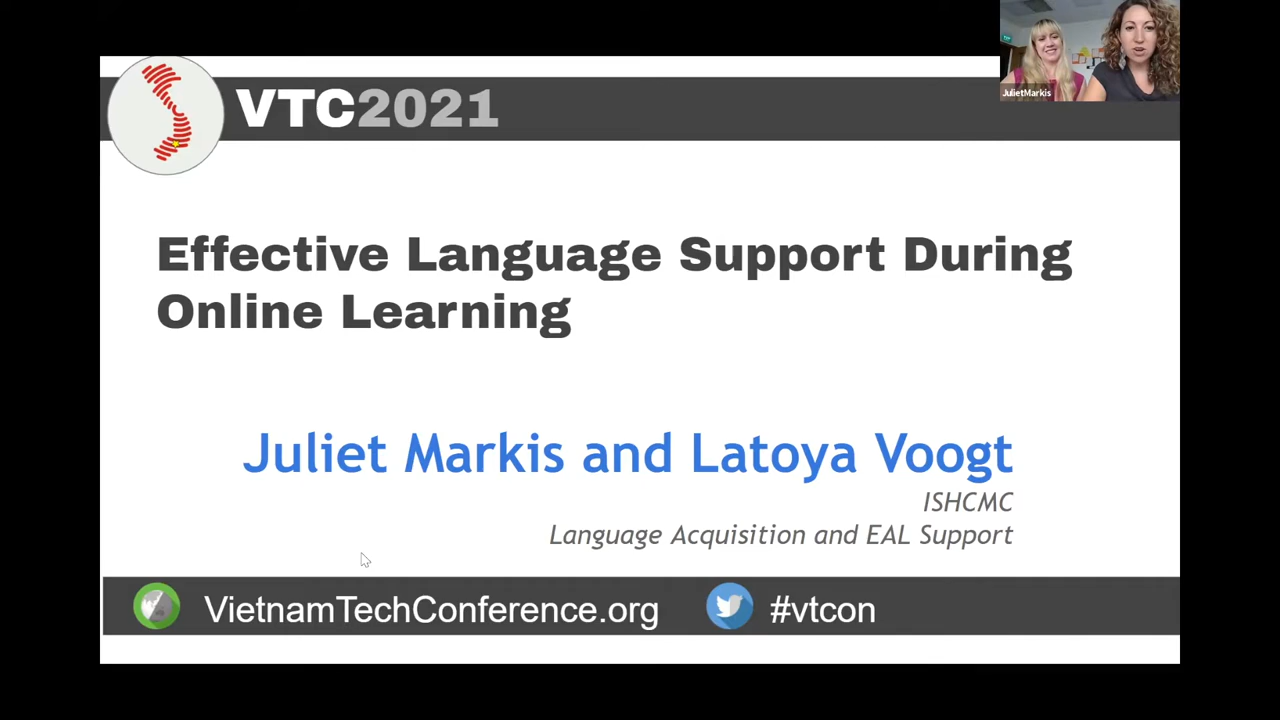 JulietMarkis
VTC2021
Effective Language Support During
Online Learning
Juliet Markis and Latoya Voogt
ISHCMC
Language Acquisition and EAL Support
VietnamTechConference.org
#vtcon